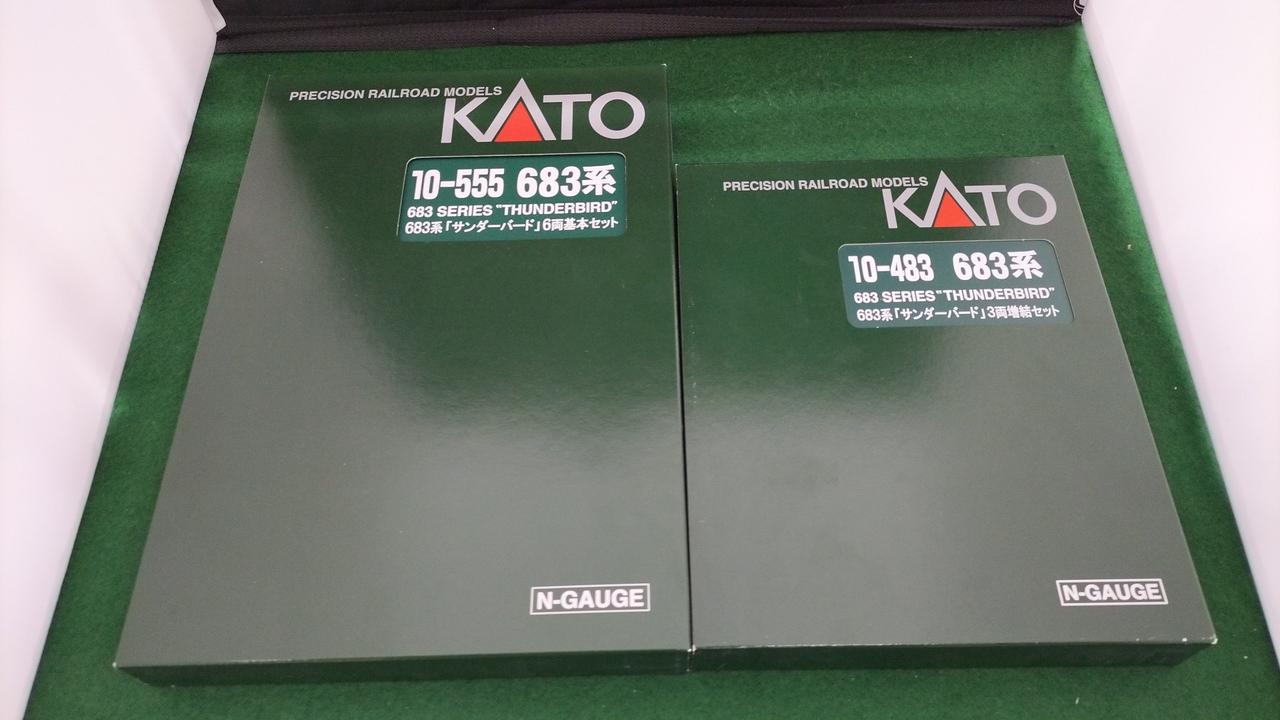 PRECISION RAILROAD MODELS
KATO
10-555 683系
683 SERIES "THUNDERBIRD"
683系「サンダーバード」6両基本セット
N-GAUGE
PRECISION RAILROAD MODELS
KATO
10-483 683系
683 SERIES "THUNDERBIRD"
683系「サンダーバード」3両増結セット
N-GAUGE